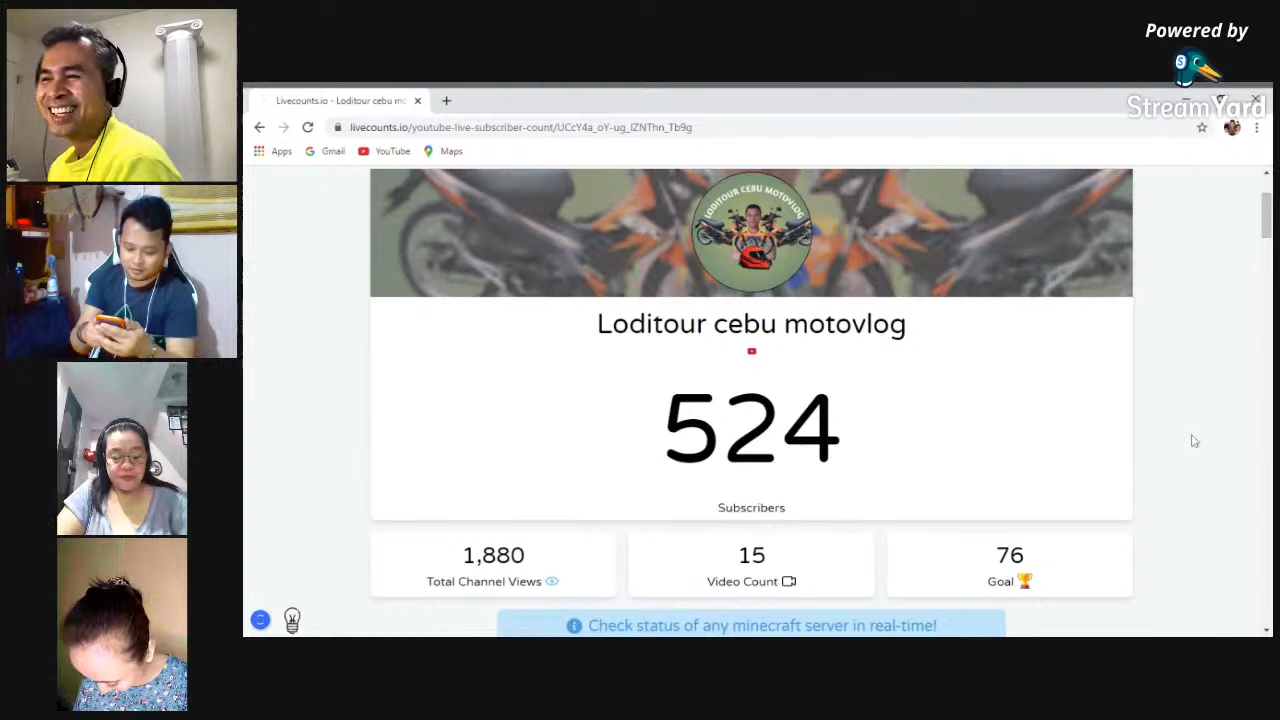 Powered by
StreamYard
Livecounts.io - Loditour cebu mo
livecounts.io/youtube-live-subscriber-count/UCcY4a_oY-ug_lZNThn_Tb9g
Apps
Gmail
YouTube
Maps
LODITOUR CEBU MOTOVLOG
Loditour cebu motovlog
524
Subscribers
1,880
Total Channel Views
15
Video Count
76
Goal
Check status of any minecraft server in real-time!